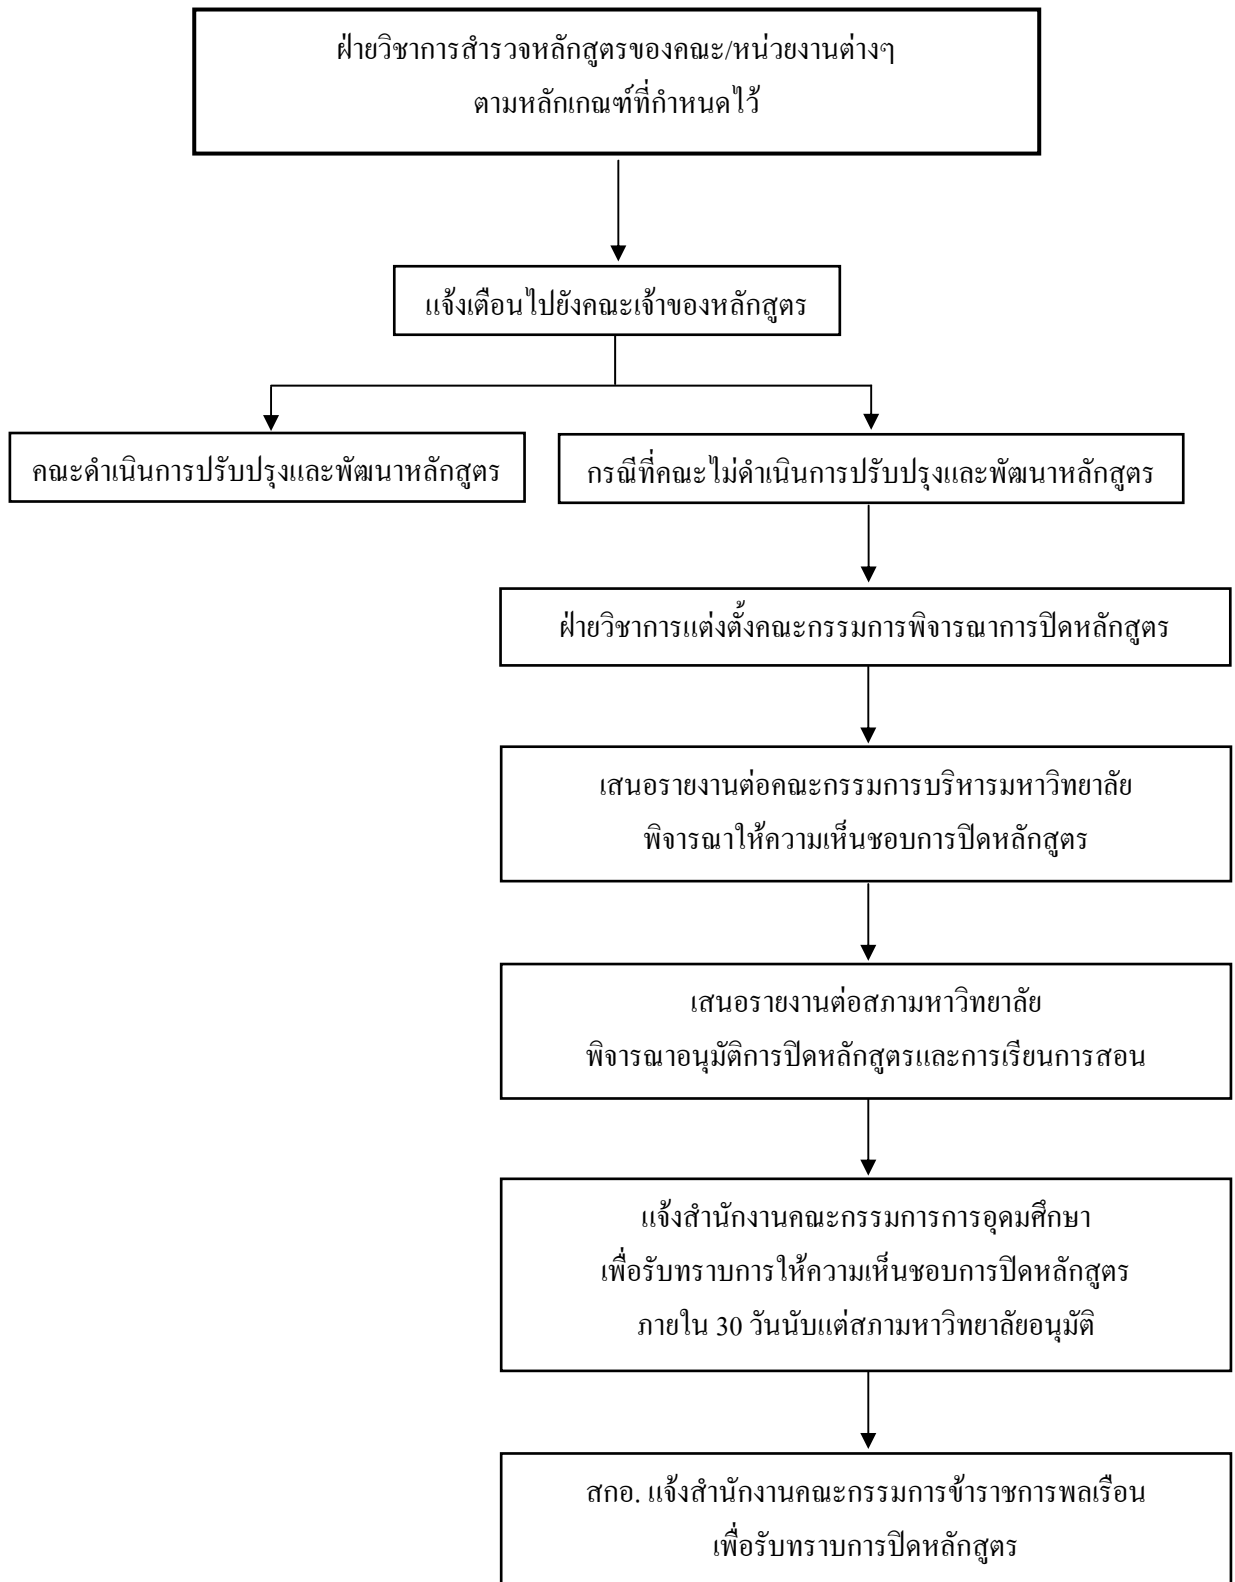 ฝ่ายวิชาการสำรวจหลักสูตรของคณะ/หน่วยงานต่างๆ
ตามหลักเกณฑ์ที่กำหนดไว้
แจ้งเตือนไปยังคณะเจ้าของหลักสูตร
คณะดำเนินการปรับปรุงและพัฒนาหลักสูตร
กรณีที่คณะไม่ดำเนินการปรับปรุงและพัฒนาหลักสูตร
ฝ่ายวิชาการแต่งตั้งคณะกรรมการพิจารณาการปิดหลักสูตร
เสนอรายงานต่อคณะกรรมการบริหารมหาวิทยาลัย
พิจารณาให้ความเห็นชอบการปิดหลักสูตร
เสนอรายงานต่อสภามหาวิทยาลัย
พิจารณาอนุมัติการปิดหลักสูตรและการเรียนการสอน
แจ้งสำนักงานคณะกรรมการการอุดมศึกษา
เพื่อรับทราบการให้ความเห็นชอบการปิดหลักสูตร
ภายใน 30 วันนับแต่สภามหาวิทยาลัยอนุมัติ
สกอ. แจ้งสำนักงานคณะกรรมการข้าราชการพลเรือน
เพื่อรับทราบการปิดหลักสูตร